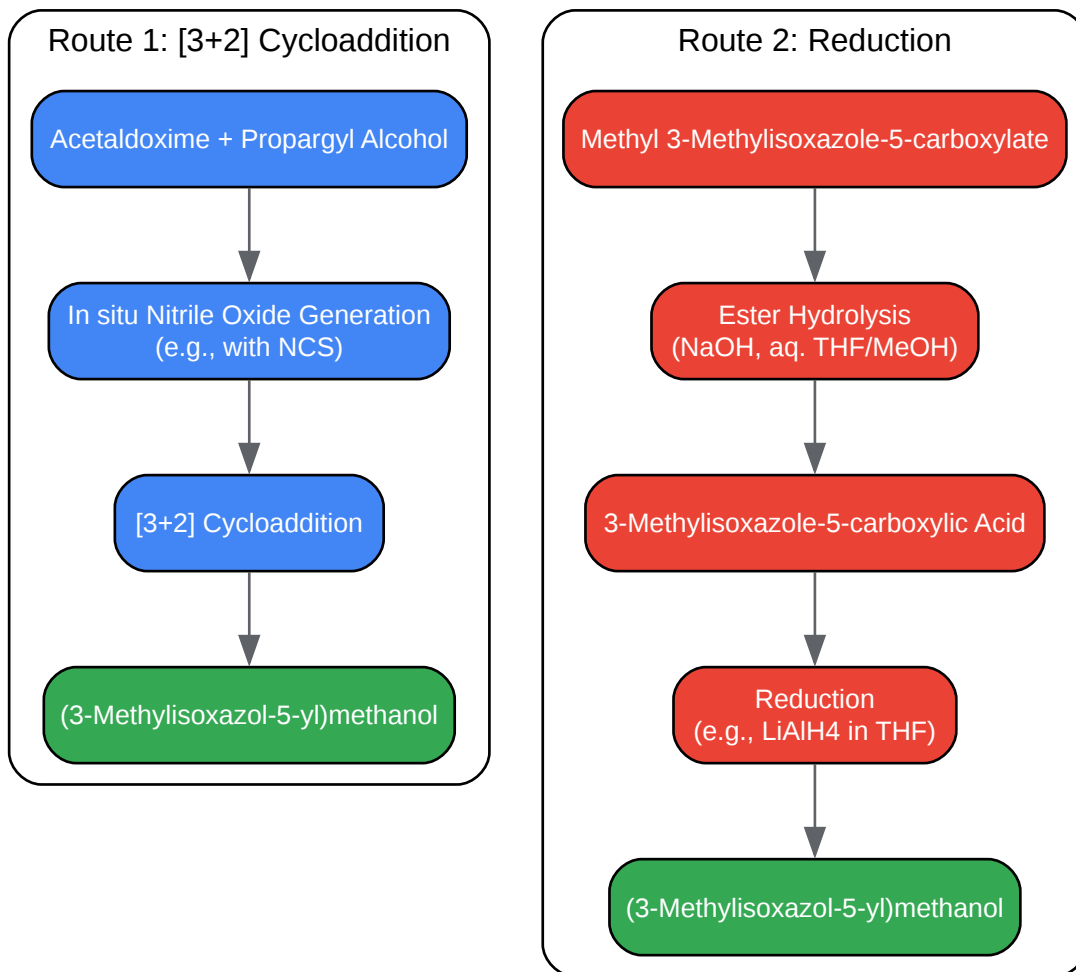 Route 1: [3+2] Cycloaddition
Acetaldoxime + Propargyl Alcohol
In situ Nitrile Oxide Generation
(e.g., with NCS)
[3+2] Cycloaddition
(3-Methylisoxazol-5-yl)methanol
Route 2: Reduction
Methyl 3-Methylisoxazole-5-carboxylate
Ester Hydrolysis
(NaOH, aq. THF/MeOH)
3-Methylisoxazole-5-carboxylic Acid
Reduction
(e.g., LiAlH4 in THF)
(3-Methylisoxazol-5-yl)methanol